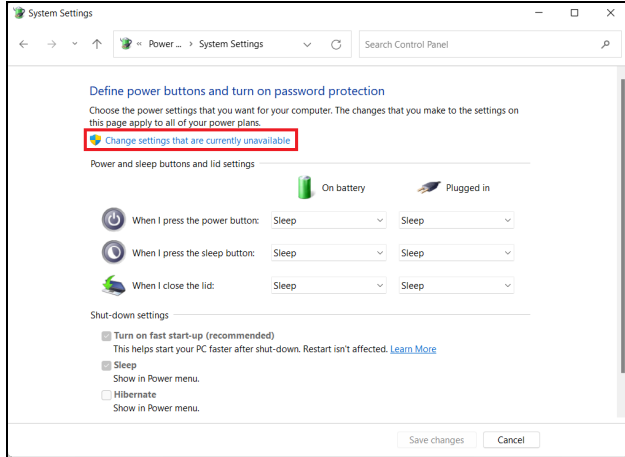 System Settings
« Power ... › System Settings
Search Control Panel
Define power buttons and turn on password protection
Choose the power settings that you want for your computer. The changes that you make to the settings on
this page apply to all of your power plans.
Change settings that are currently unavailable
Power and sleep buttons and lid settings
On battery Plugged in
When I press the power button: Sleep Sleep
When I press the sleep button: Sleep Sleep
When I close the lid: Sleep Sleep
Shut-down settings
Turn on fast start-up (recommended)
This helps start your PC faster after shut-down. Restart isn't affected. Learn More
Sleep
Show in Power menu.
Hibernate
Show in Power menu.
Save changes Cancel